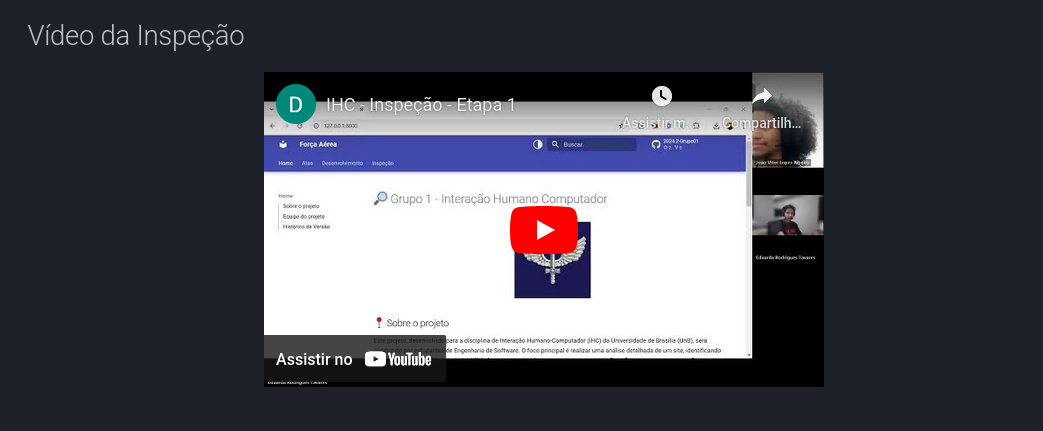 Vídeo da Inspeção
D
IHC - Inspeção - Etapa 1
Assistir m...
Compartilh...
127.0.0.1:8000
Força Aérea
Buscar
2024.2-Grupo01
Home Atas Desenvolvimento Inspeção
João Vitor Lopes Ribeiro
Home
Sobre o projeto
Equipe do projeto
Histórico de Versão
Grupo 1 - Interação Humano Computador
Eduardo Rodrigues Tavares
Sobre o projeto
Este projeto, desenvolvido para a disciplina de Interação Humano-Computador (IHC) da Universidade de Brasília (UnB), será
de Engenharia de Software. O foco principal é realizar uma análise detalhada de um site, identificando
Assistir no YouTube
Eduardo Rodrigues Tavares